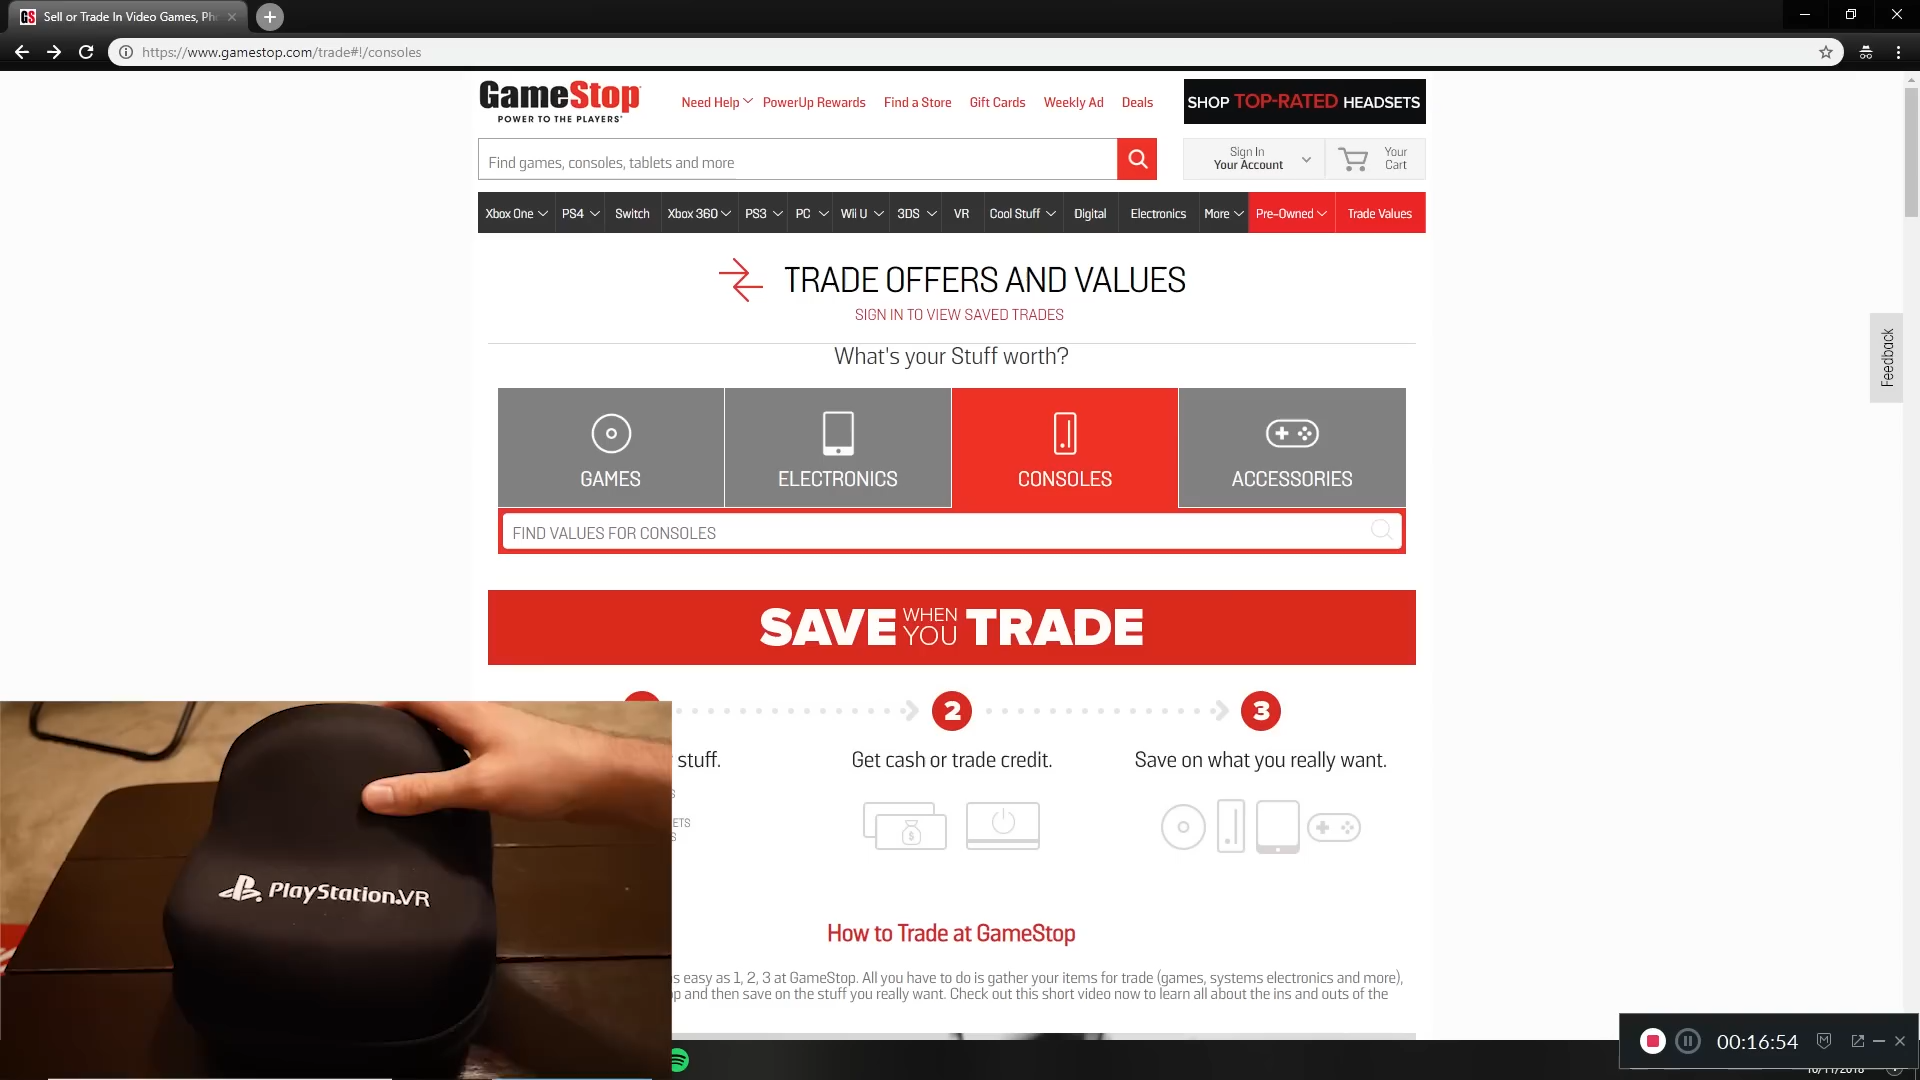 Sell or Trade In Video Games, Ph
https://www.gamestop.com/trade#!/consoles
GameStop
POWER TO THE PLAYERS
Need Help PowerUp Rewards Find a Store Gift Cards Weekly Ad Deals
SHOP TOP-RATED HEADSETS
Find games, consoles, tablets and more
Sign In
Your Account
Your
Cart
Xbox One PS4 Switch Xbox 360 PS3 PC Wii U 3DS VR Cool Stuff Digital Electronics More Pre-Owned Trade Values
TRADE OFFERS AND VALUES
SIGN IN TO VIEW SAVED TRADES
Feedback
What's your Stuff worth?
GAMES ELECTRONICS CONSOLES ACCESSORIES
FIND VALUES FOR CONSOLES
SAVE WHEN YOU TRADE
2 3
stuff. Get cash or trade credit. Save on what you really want.
S
ETS
S
PlayStation VR
How to Trade at GameStop
s easy as 1, 2, 3 at GameStop. All you have to do is gather your items for trade (games, systems electronics and more),
p and then save on the stuff you really want. Check out this short video now to learn all about the ins and outs of the
00:16:54